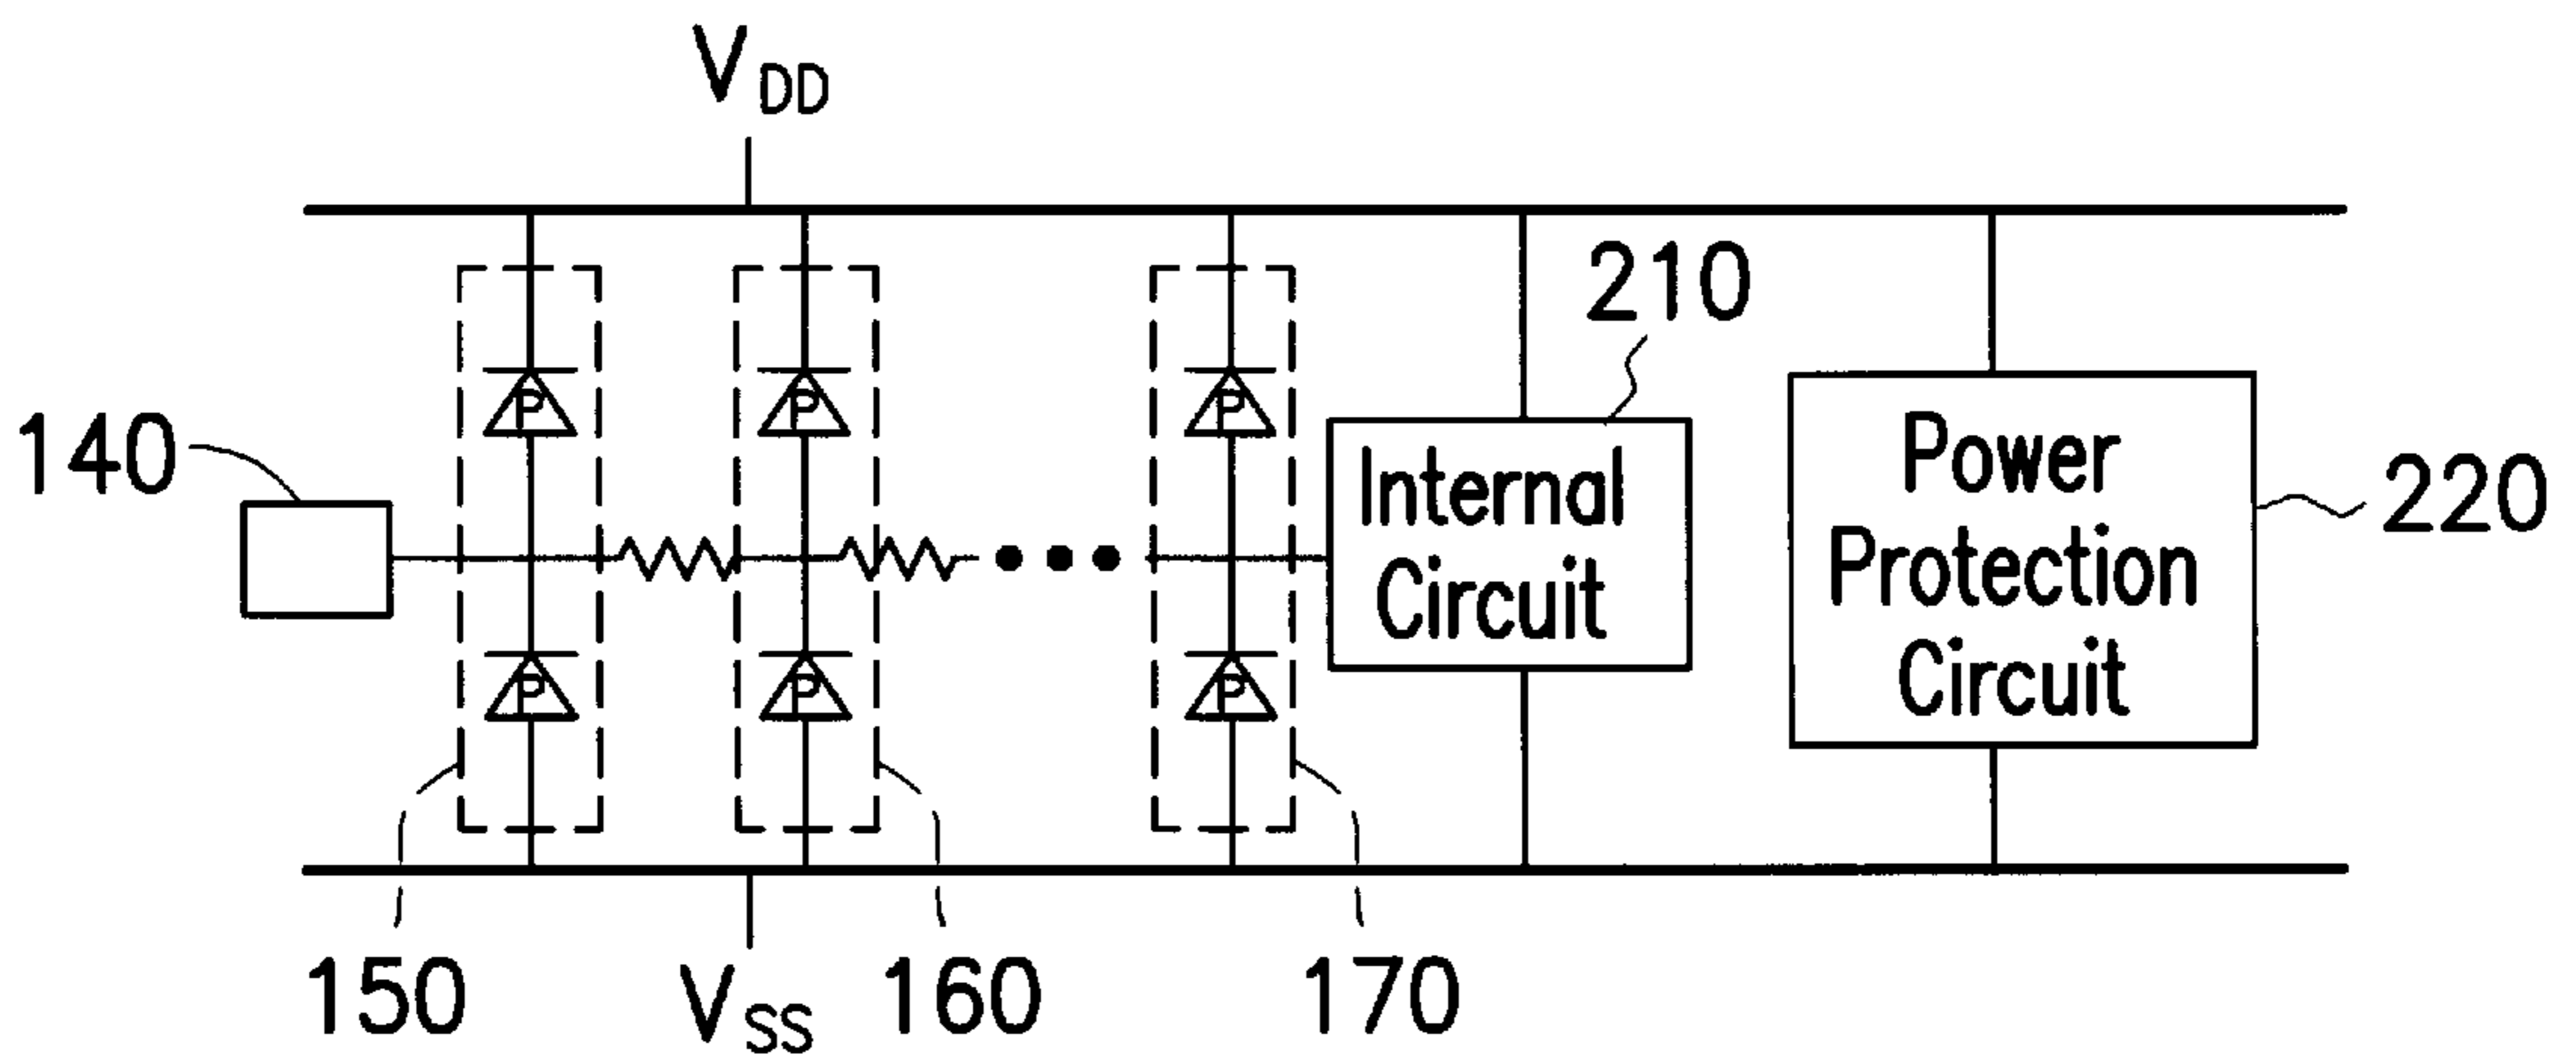 VDD
210
P P P
140
Internal
Circuit
Power
Protection
Circuit
220
P P P
150
VSS
160
170